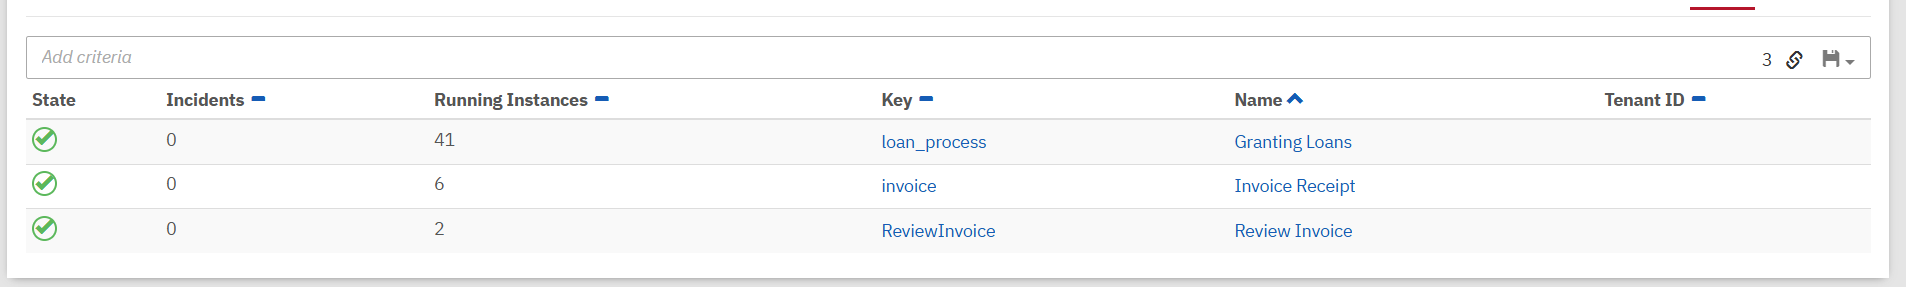 Add criteria 3
State Incidents Running Instances Key Name Tenant ID
0 41 loan_process Granting Loans
0 6 invoice Invoice Receipt
0 2 ReviewInvoice Review Invoice